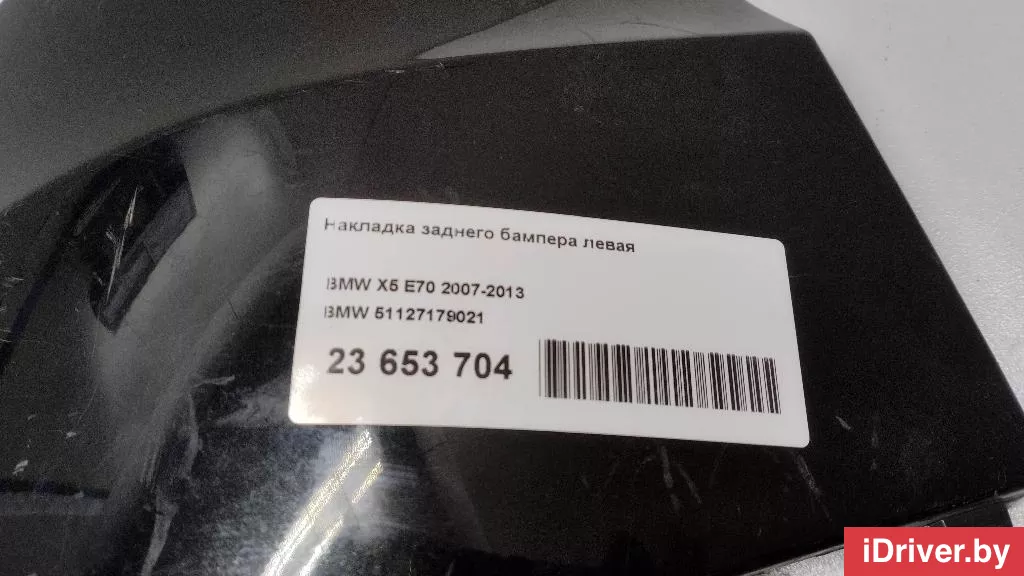 Накладка заднего бампера левая
BMW X5 E70 2007-2013
BMW 51127179021
23 653 704
iDriver.by